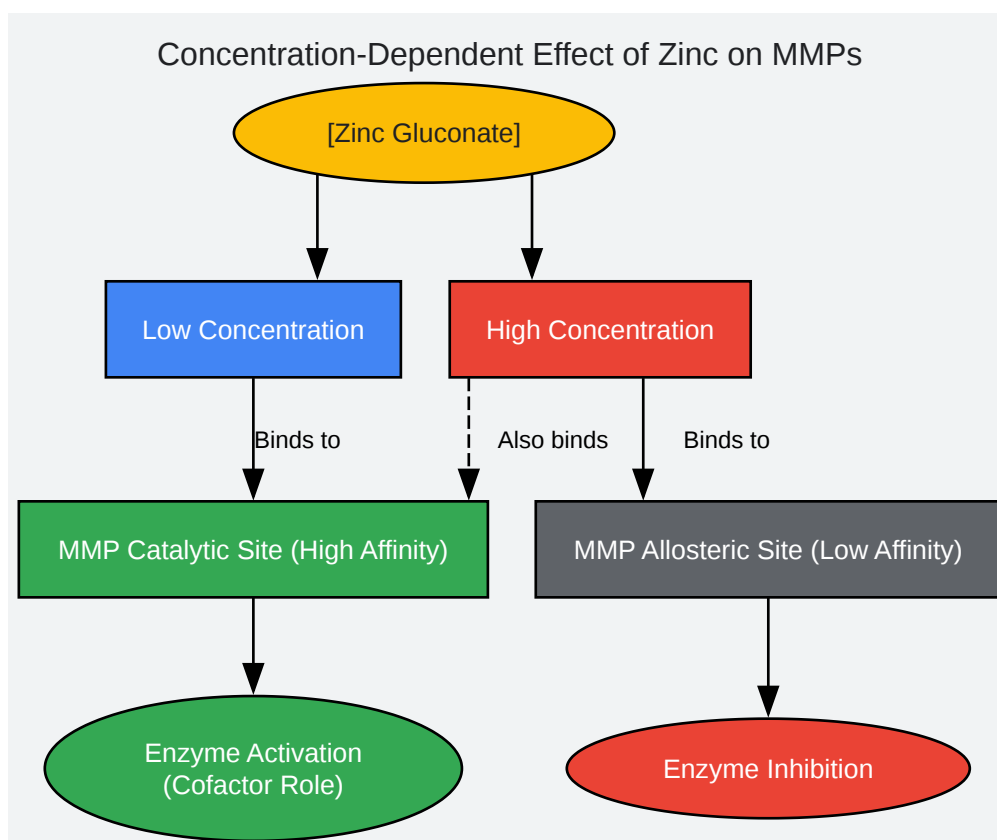 Concentration-Dependent Effect of Zinc on MMPs
[Zinc Gluconate]
Low Concentration
High Concentration
Binds to
Also binds
Binds to
MMP Catalytic Site (High Affinity)
MMP Allosteric Site (Low Affinity)
Enzyme Activation
(Cofactor Role)
Enzyme Inhibition